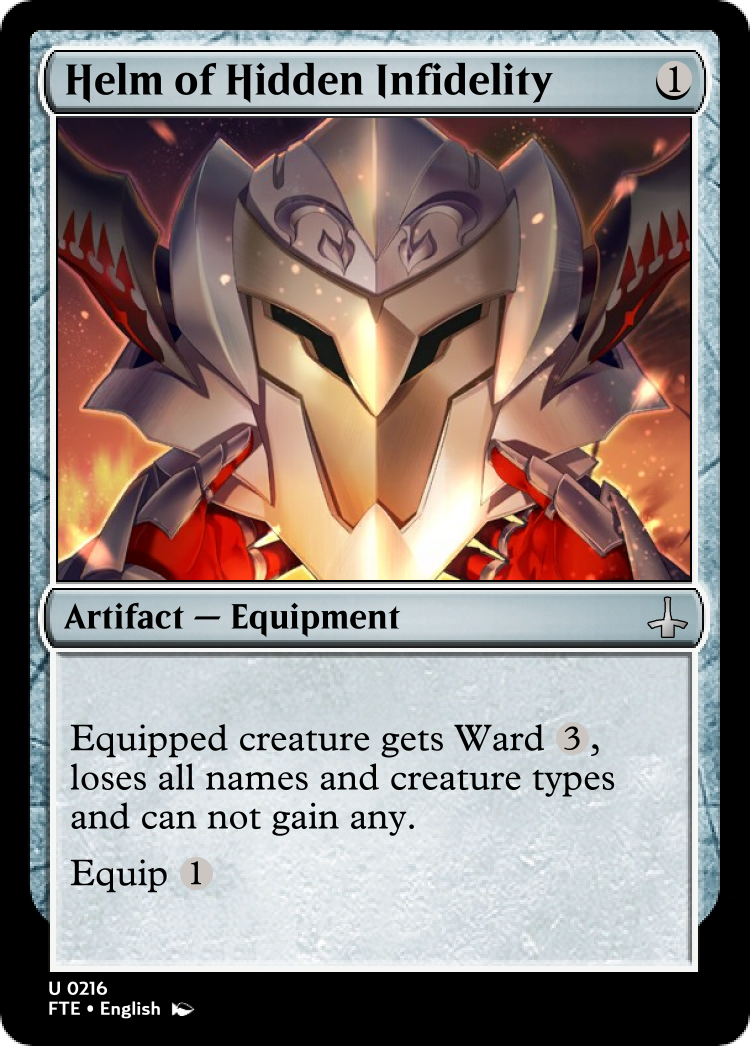 Helm of Hidden Infidelity 1
Artifact — Equipment
Equipped creature gets Ward 3,
loses all names and creature types
and can not gain any.
Equip 1
U 0216
FTE • English